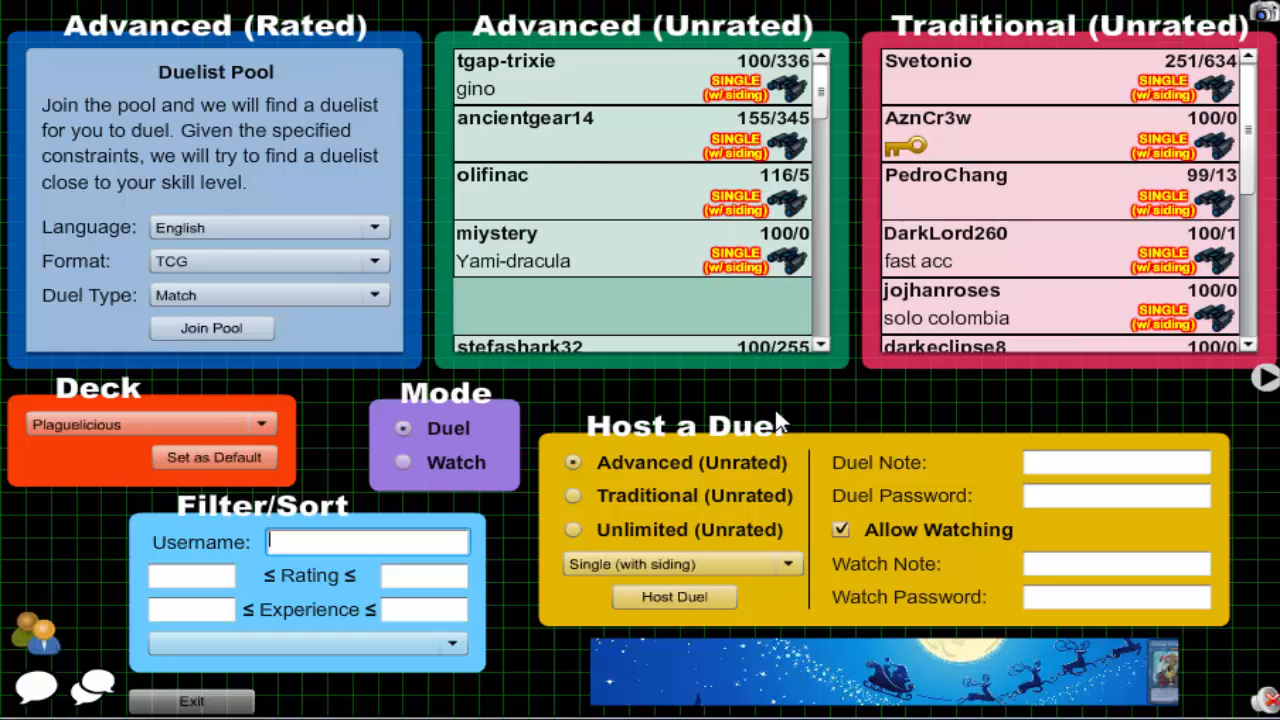 Advanced (Rated)
Duelist Pool
Join the pool and we will find a duelist
for you to duel. Given the specified
constraints, we will try to find a duelist
close to your skill level.
Language: English
Format: TCG
Duel Type: Match
Join Pool
Advanced (Unrated)
tgap-trixie 100/336
gino SINGLE (w/ siding)
ancientgear14 155/345
SINGLE (w/ siding)
olifinac 116/5
SINGLE (w/ siding)
miystery 100/0
Yami-dracula SINGLE (w/ siding)
stefashark32 100/255
Traditional (Unrated)
Svetonio 251/634
SINGLE (w/ siding)
AznCr3w 100/0
SINGLE (w/ siding)
PedroChang 99/13
SINGLE (w/ siding)
DarkLord260 100/1
fast acc SINGLE (w/ siding)
jojhanroses 100/0
solo colombia SINGLE (w/ siding)
darkeclipse8 100/0
Deck
Plaguelicious
Set as Default
Mode
Duel
Watch
Filter/Sort
Username:
≤ Rating ≤
≤ Experience ≤
Exit
Host a Duel
Advanced (Unrated)
Traditional (Unrated)
Unlimited (Unrated)
Single (with siding)
Host Duel
Duel Note:
Duel Password:
Allow Watching
Watch Note:
Watch Password: